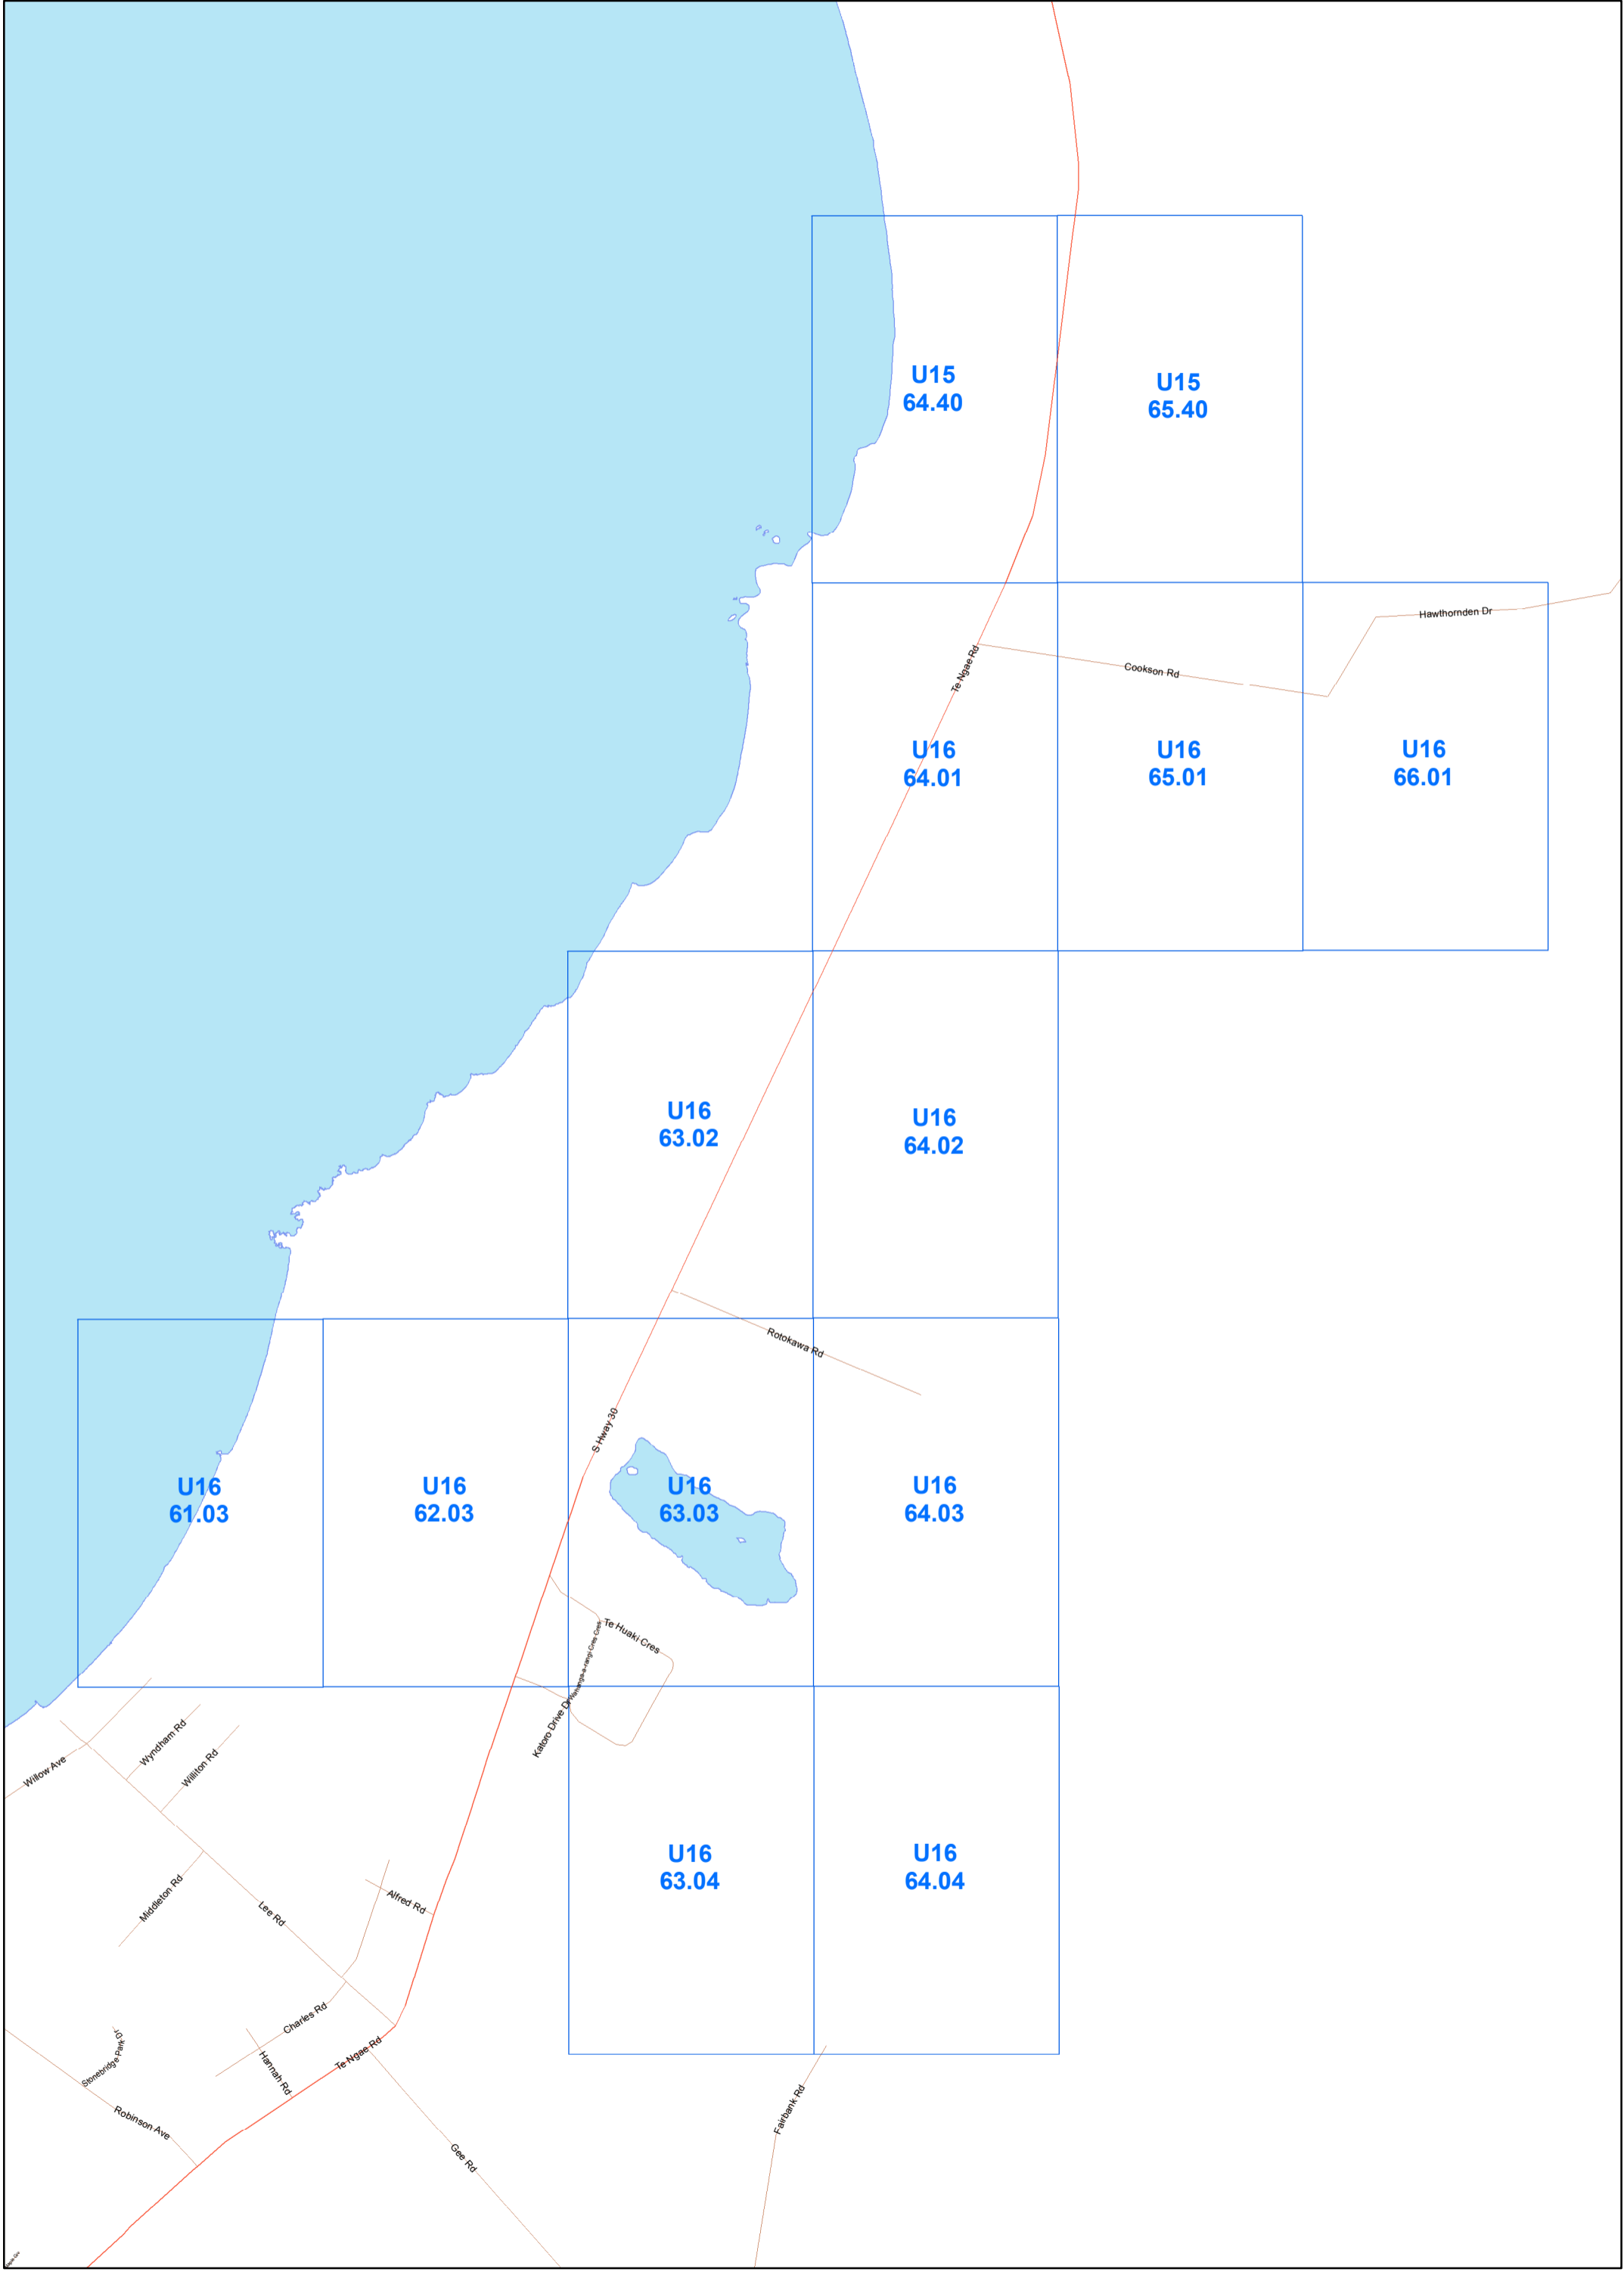 U15
64.40
U15
65.40
Hawthornden Dr
Te Ngae Rd
Cookson Rd
U16
64.01
U16
65.01
U16
66.01
U16
63.02
U16
64.02
Rotokawa Rd
S Hway 30
U16
61.03
U16
62.03
U16
63.03
U16
64.03
Te Huaki Cres
Katoro Drive Dr
Wyndham Rd
Williton Rd
Willow Ave
U16
63.04
U16
64.04
Middleton Rd
Alfred Rd
Lee Rd
Charles Rd
Stonebridge Park Dr
Hannah Rd
Te Ngae Rd
Robinson Ave
Fairbank Rd
Gee Rd